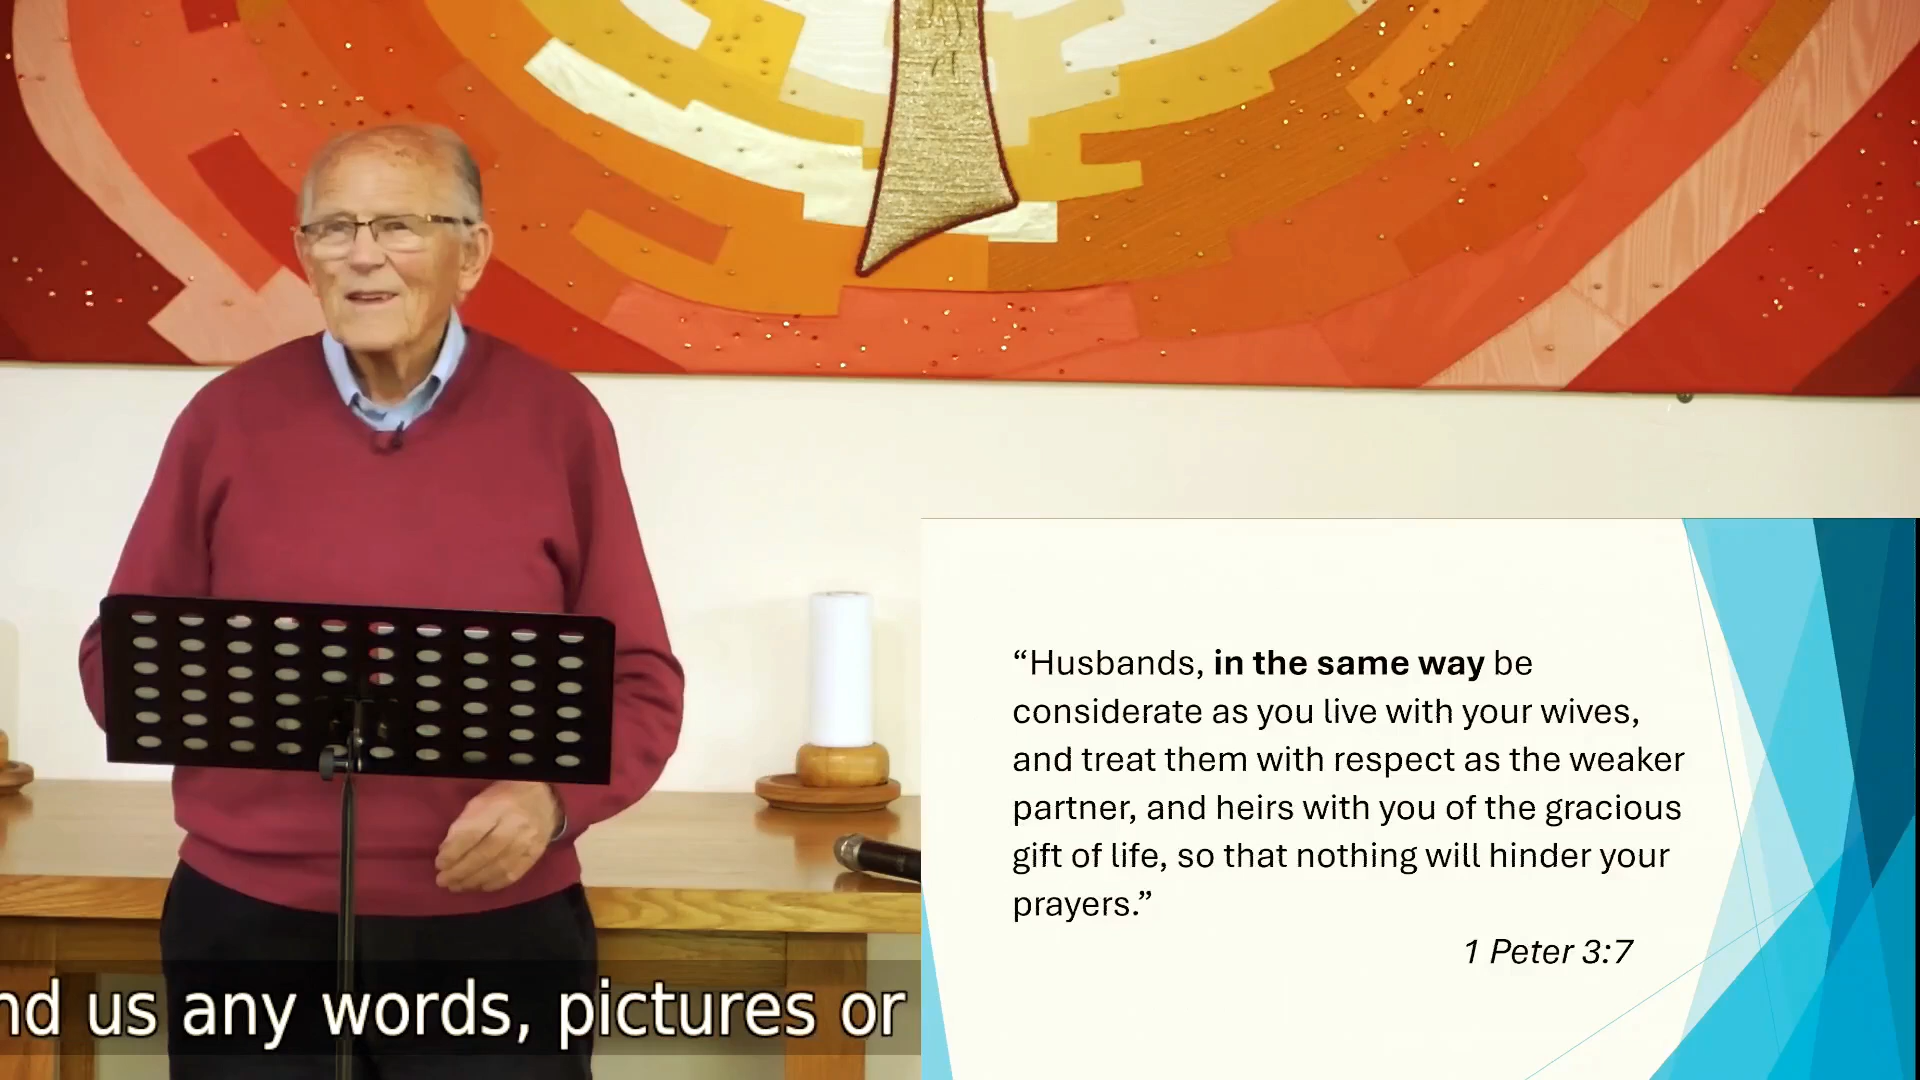 “Husbands, in the same way be
considerate as you live with your wives,
and treat them with respect as the weaker
partner, and heirs with you of the gracious
gift of life, so that nothing will hinder your
prayers.”
1 Peter 3:7
us any words, pictures or